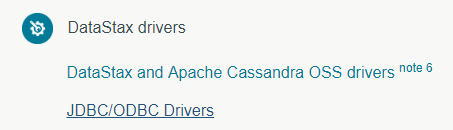 DataStax drivers
DataStax and Apache Cassandra OSS drivers note 6
JDBC/ODBC Drivers